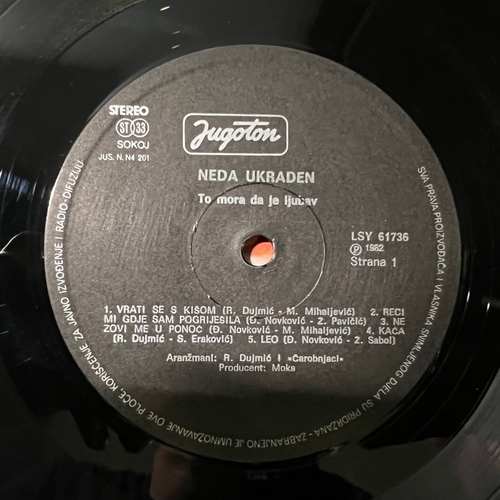 STEREO
ST 33
SOKOJ
JUS. N. N4 201
Jugoton
NEDA UKRADEN
To mora da je ljubav
LSY 61736
℗ 1982
Strana 1
1. VRATI SE S KIŠOM (R. Dujmić - M. Mihaljević) 2. RECI
MI GDJE SAM POGRIJEŠILA (Đ. Novković - Z. Pavičić) 3. NE
ZOVI ME U PONOĆ (Đ. Novković - M. Mihaljević) 4. KAĆA
(R. Dujmić - S. Eraković) 5. LEO (Đ. Novković - Z. Sabol)
Aranžmani: R. Dujmić i »Čarobnjaci«
Producent: Moka
SVA PRAVA PROIZVOĐAČA I VLASNIKA SNIMLJENOG DJELA SU PRIDRŽANA - ZABRANJENO JE UMNOŽAVANJE OVE PLOČE, KORIŠĆENJE ZA JAVNO IZVOĐENJE I RADIO-DIFUZIJU